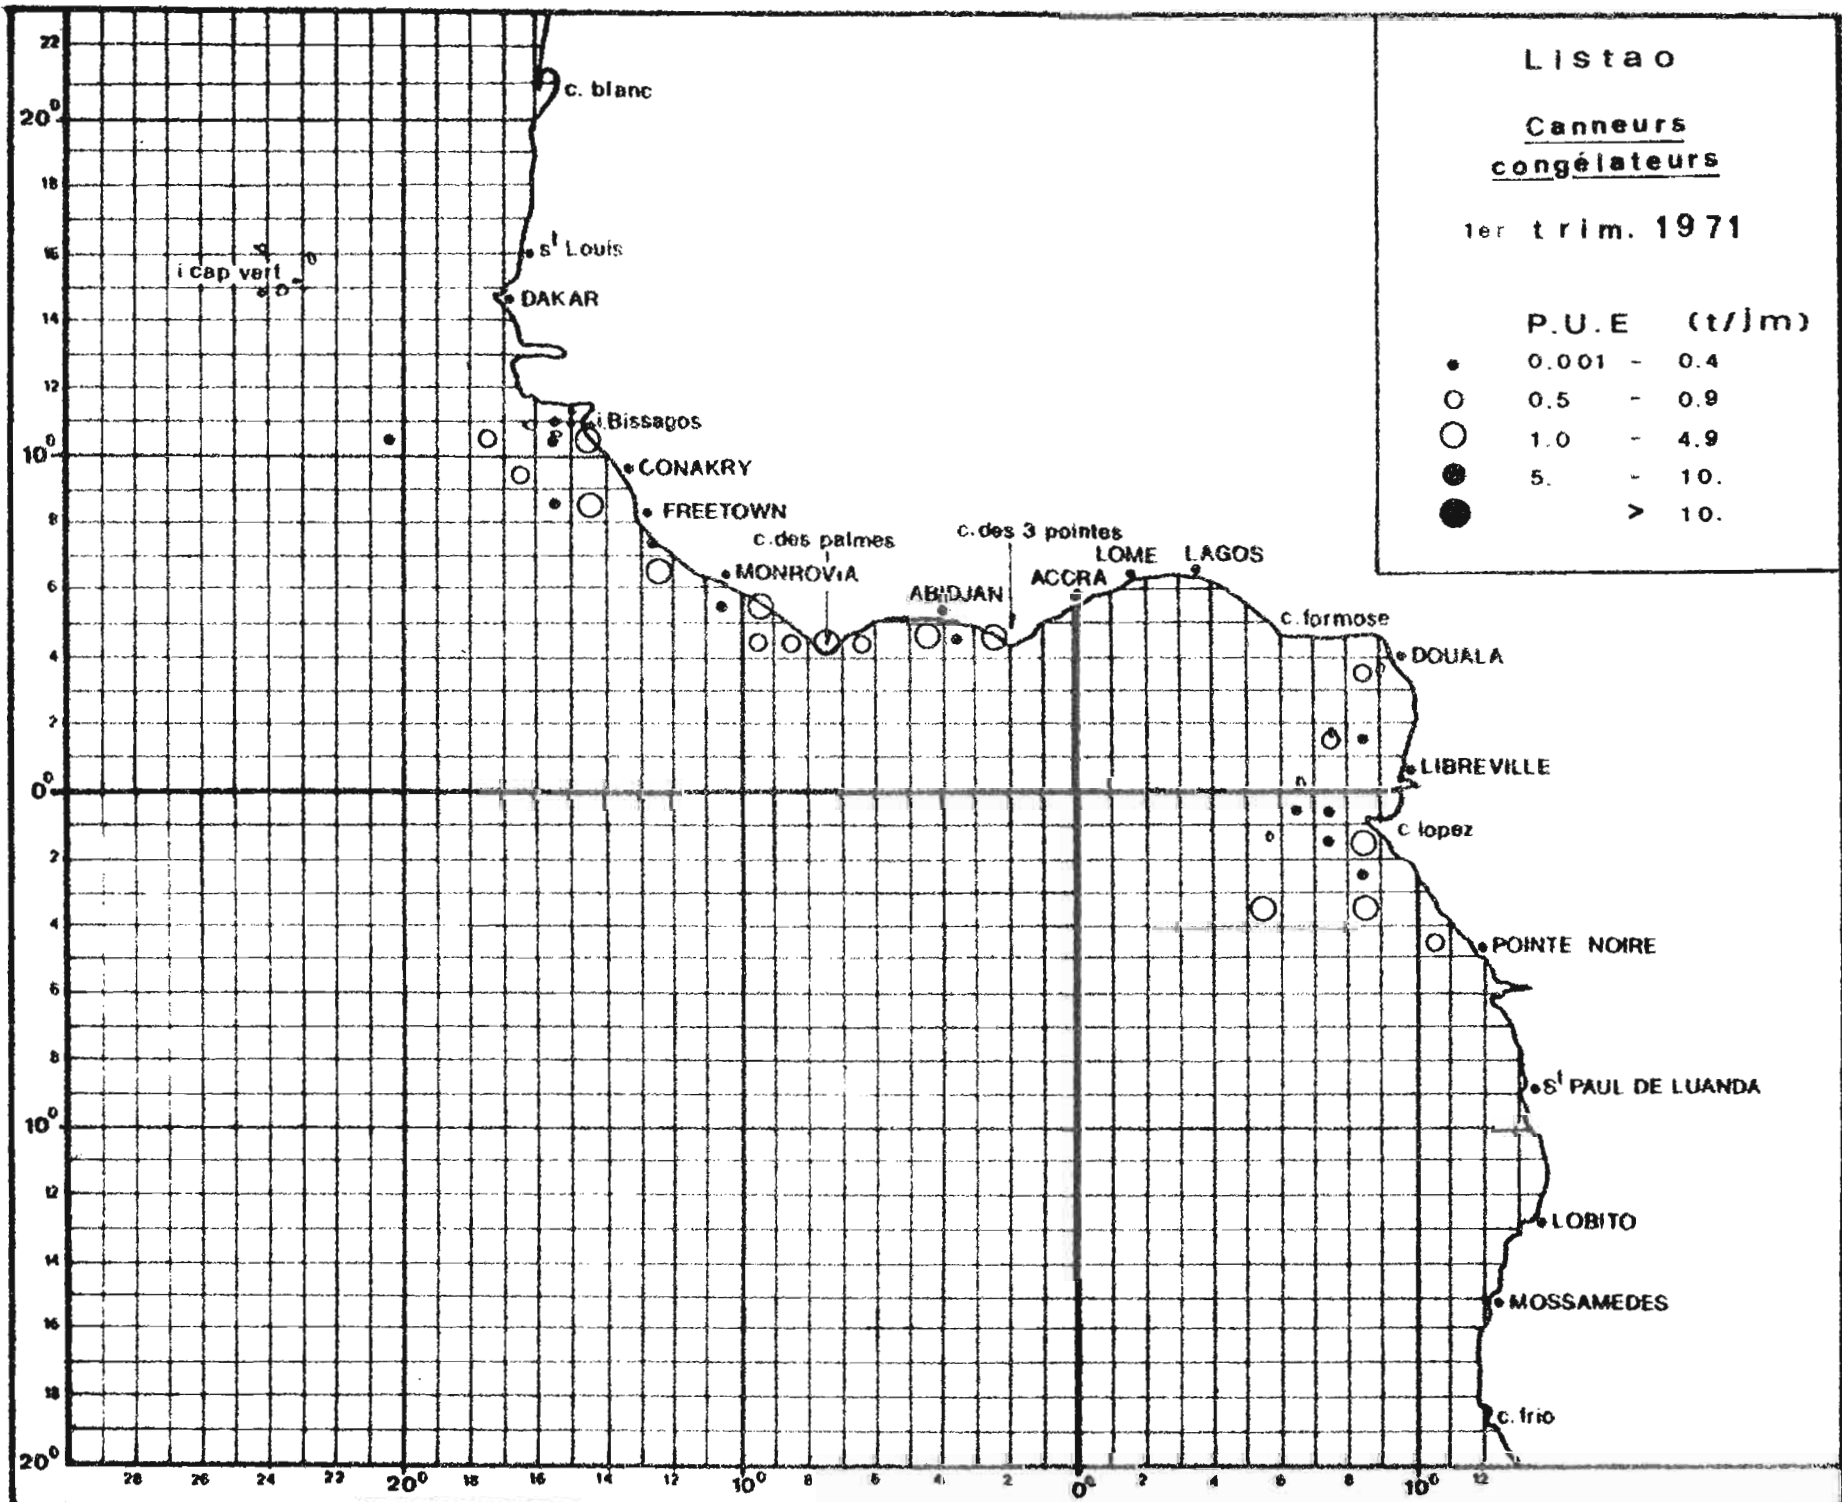 Listao
Canneurs
congélateurs
1er trim. 1971
P.U.E (t/jm)
0.001 - 0.4
0.5 - 0.9
1.0 - 4.9
5. - 10.
> 10.
22
20°
18
16
14
12
10°
8
6
4
2
0°
2
4
6
8
10°
12
14
16
18
20°
c. blanc
st Louis
i cap vert
DAKAR
i.Bissagos
CONAKRY
FREETOWN
c.des palmes
MONROVIA
c.des 3 pointes
ABIDJAN
ACCRA
LOME
LAGOS
c.formose
DOUALA
LIBREVILLE
c lopez
POINTE NOIRE
st PAUL DE LUANDA
LOBITO
MOSSAMEDES
c. frio
28 26 24 22 20° 18 16 14 12 10° 8 6 4 2 0° 2 4 6 8 10° 12